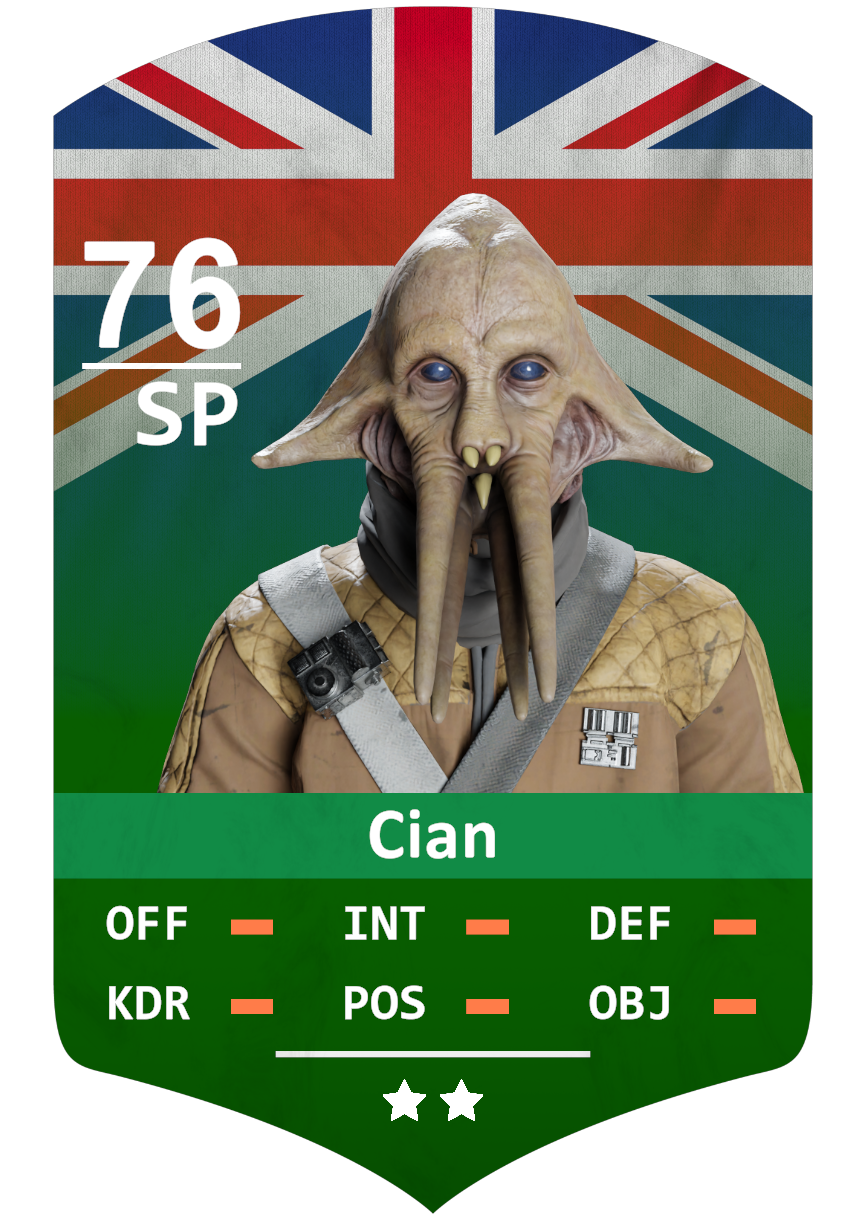 76
SP
Cian
OFF - INT - DEF -
KDR - POS - OBJ -